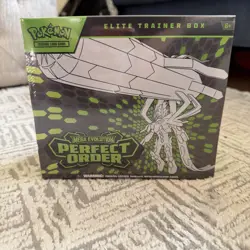 Pokémon
TRADING CARD GAME
ELITE TRAINER BOX
MEGA EVOLUTION
PERFECT
ORDER
WARNING: